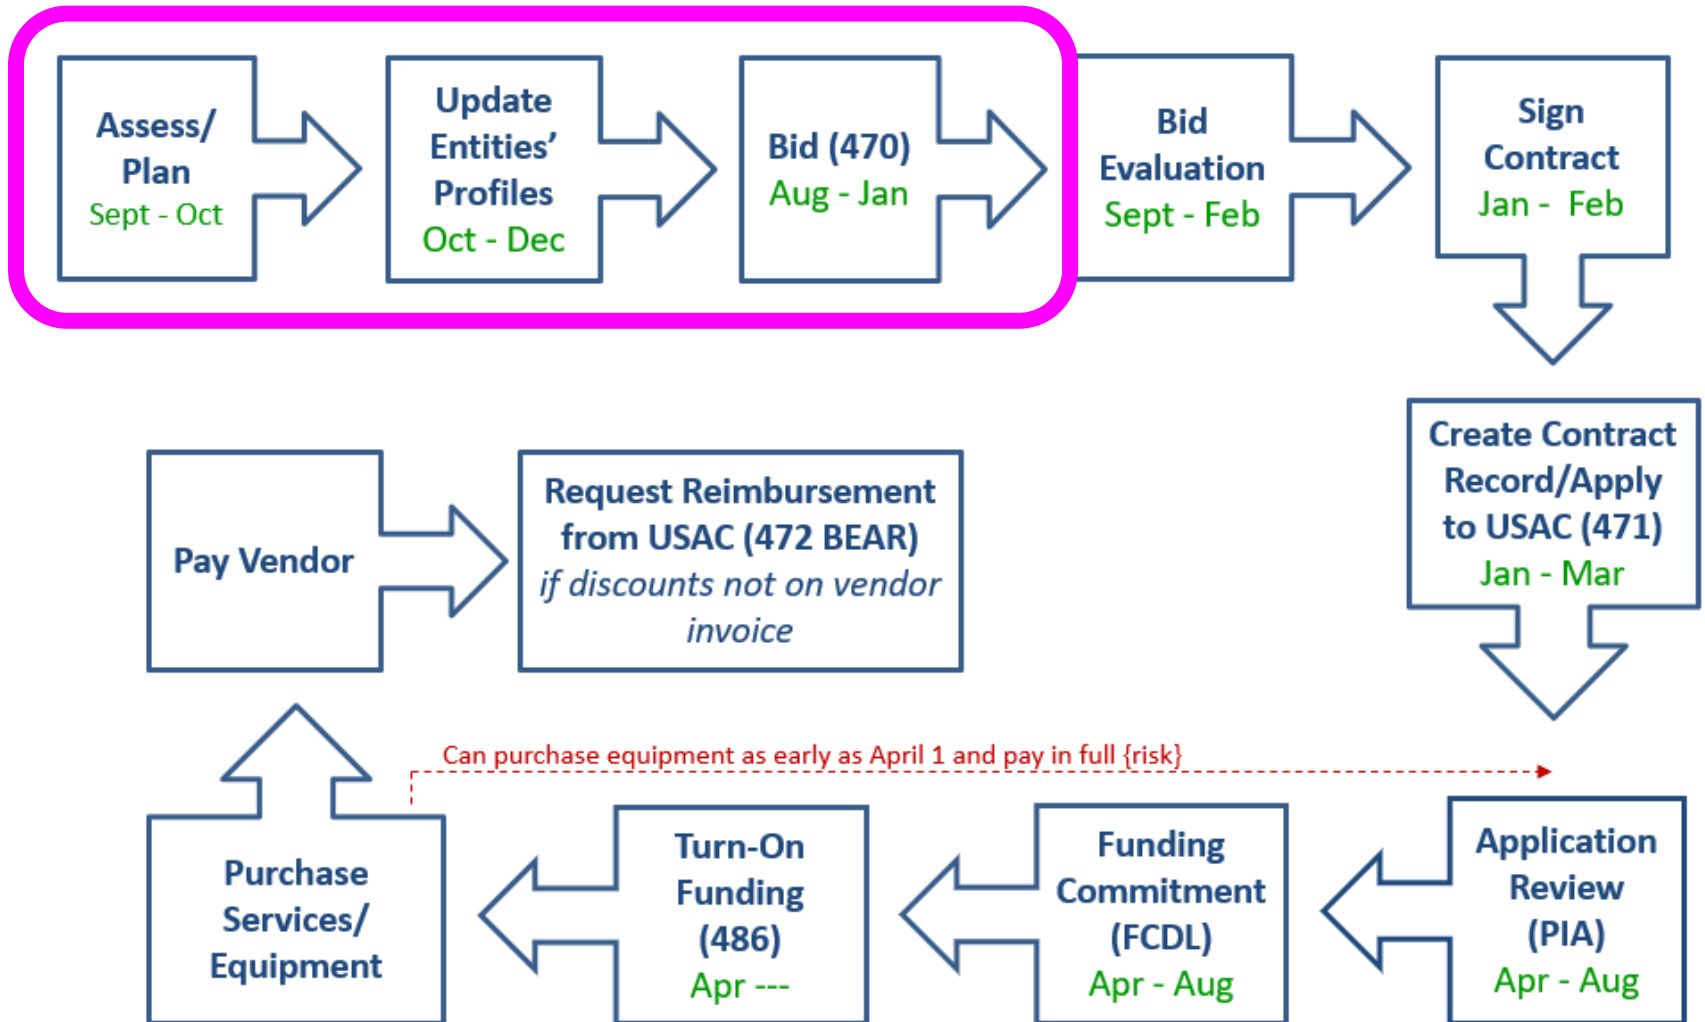 Assess/
Plan
Sept - Oct
Update
Entities’
Profiles
Oct - Dec
Bid (470)
Aug - Jan
Bid
Evaluation
Sept - Feb
Sign
Contract
Jan -  Feb
Create Contract
Record/Apply
to USAC (471)
Jan - Mar
Application
Review
(PIA)
Apr - Aug
Funding
Commitment
(FCDL)
Apr - Aug
Turn-On
Funding
(486)
Apr ---
Can purchase equipment as early as April 1 and pay in full {risk}
Purchase
Services/
Equipment
Pay Vendor
Request Reimbursement
from USAC (472 BEAR)
if discounts not on vendor
invoice